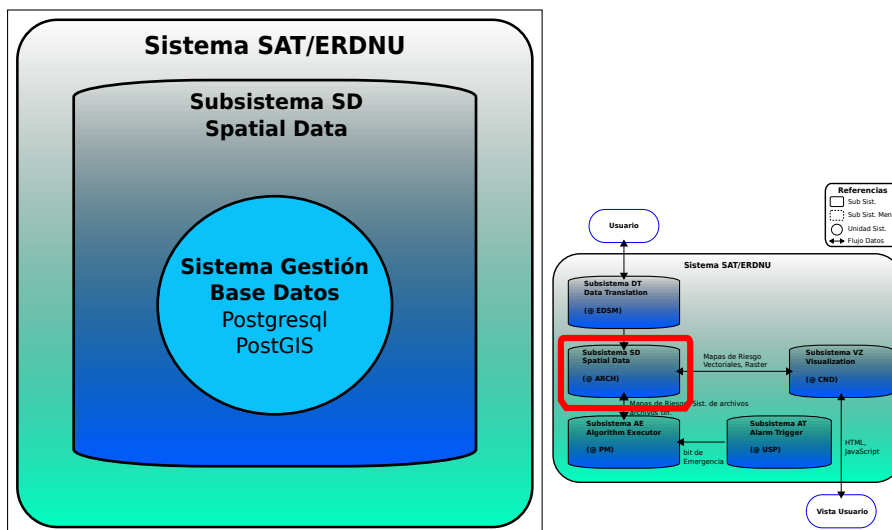 Sistema SAT/ERDNU
Subsistema SD
Spatial Data
Sistema Gestión
Base Datos
Postgresql
PostGIS
Referencias
Sub Sist.
Sub Sist. Men
Unidad Sist.
Flujo Datos
Usuario
Sistema SAT/ERDNU
Subsistema DT
Data Translation
(@ EDSM)
Subsistema SD
Spatial Data
(@ ARCH)
Mapas de Riesgo
Vectoriales, Raster
Subsistema VZ
Visualization
(@ CND)
Mapas de Riesgo, Sist. de archivos
archivos tiff.
Subsistema AE
Algorithm Executor
(@ PM)
bit de
Emergencia
Subsistema AT
Alarm Trigger
(@ USP)
HTML,
JavaScript
Vista Usuario